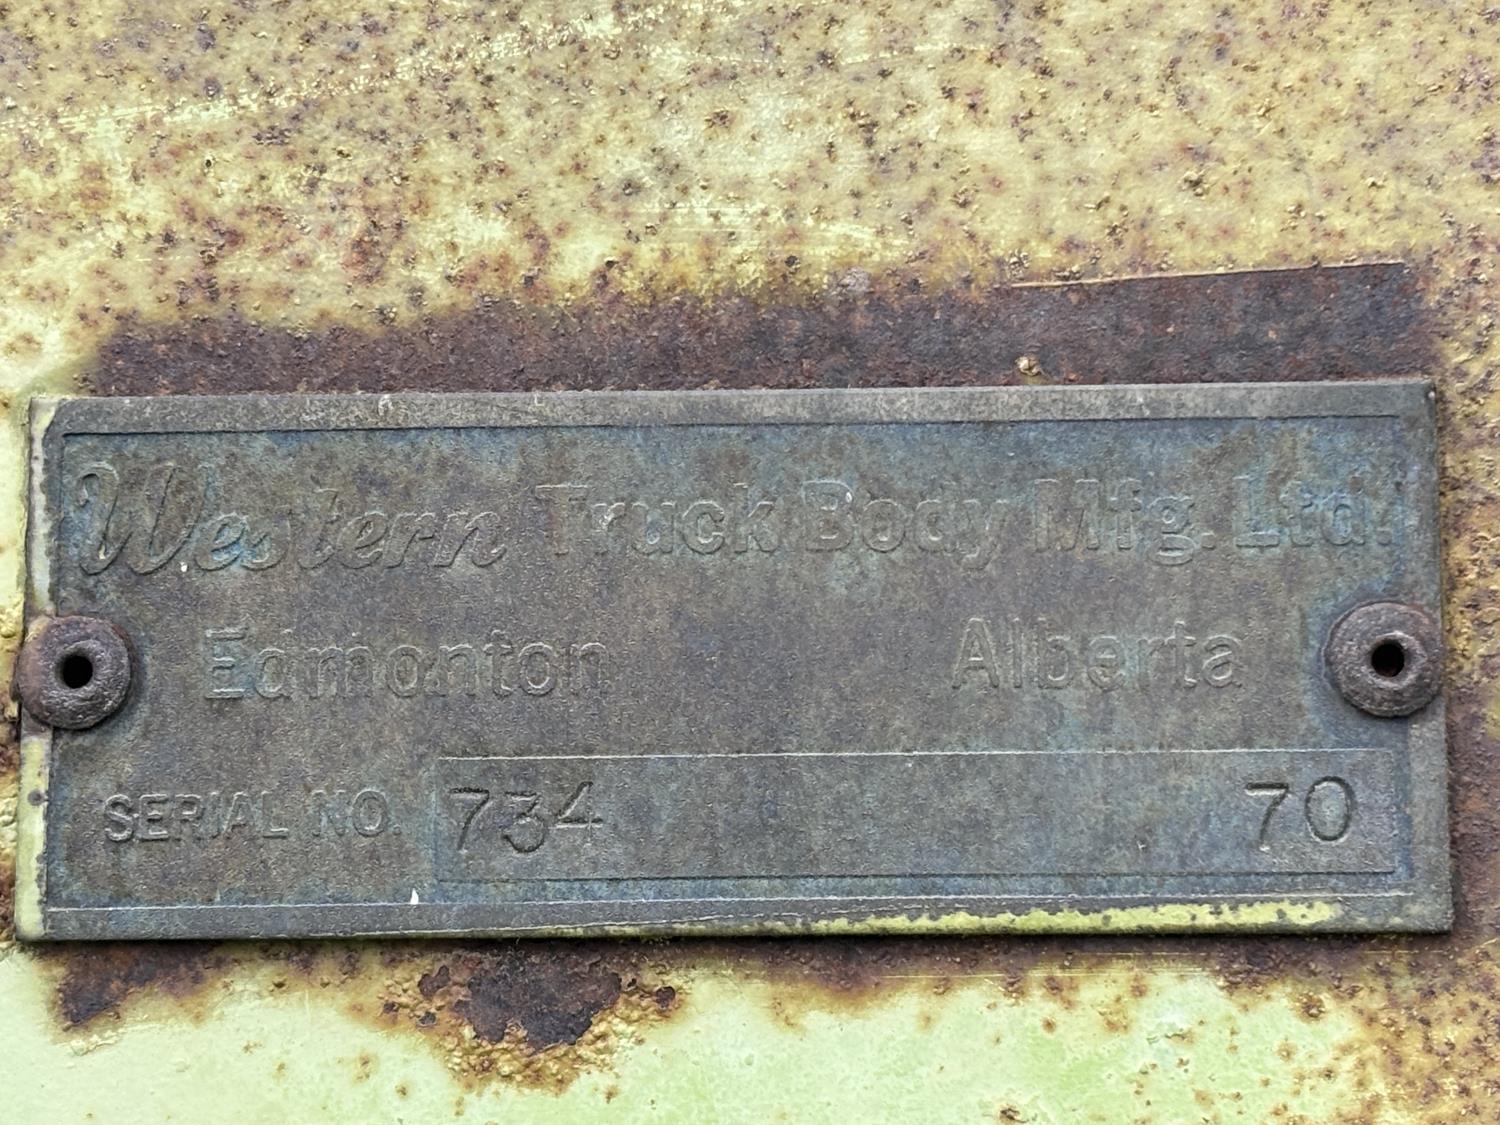 Western Truck Body Mfg. Ltd.
Edmonton Alberta
SERIAL NO. 734 70